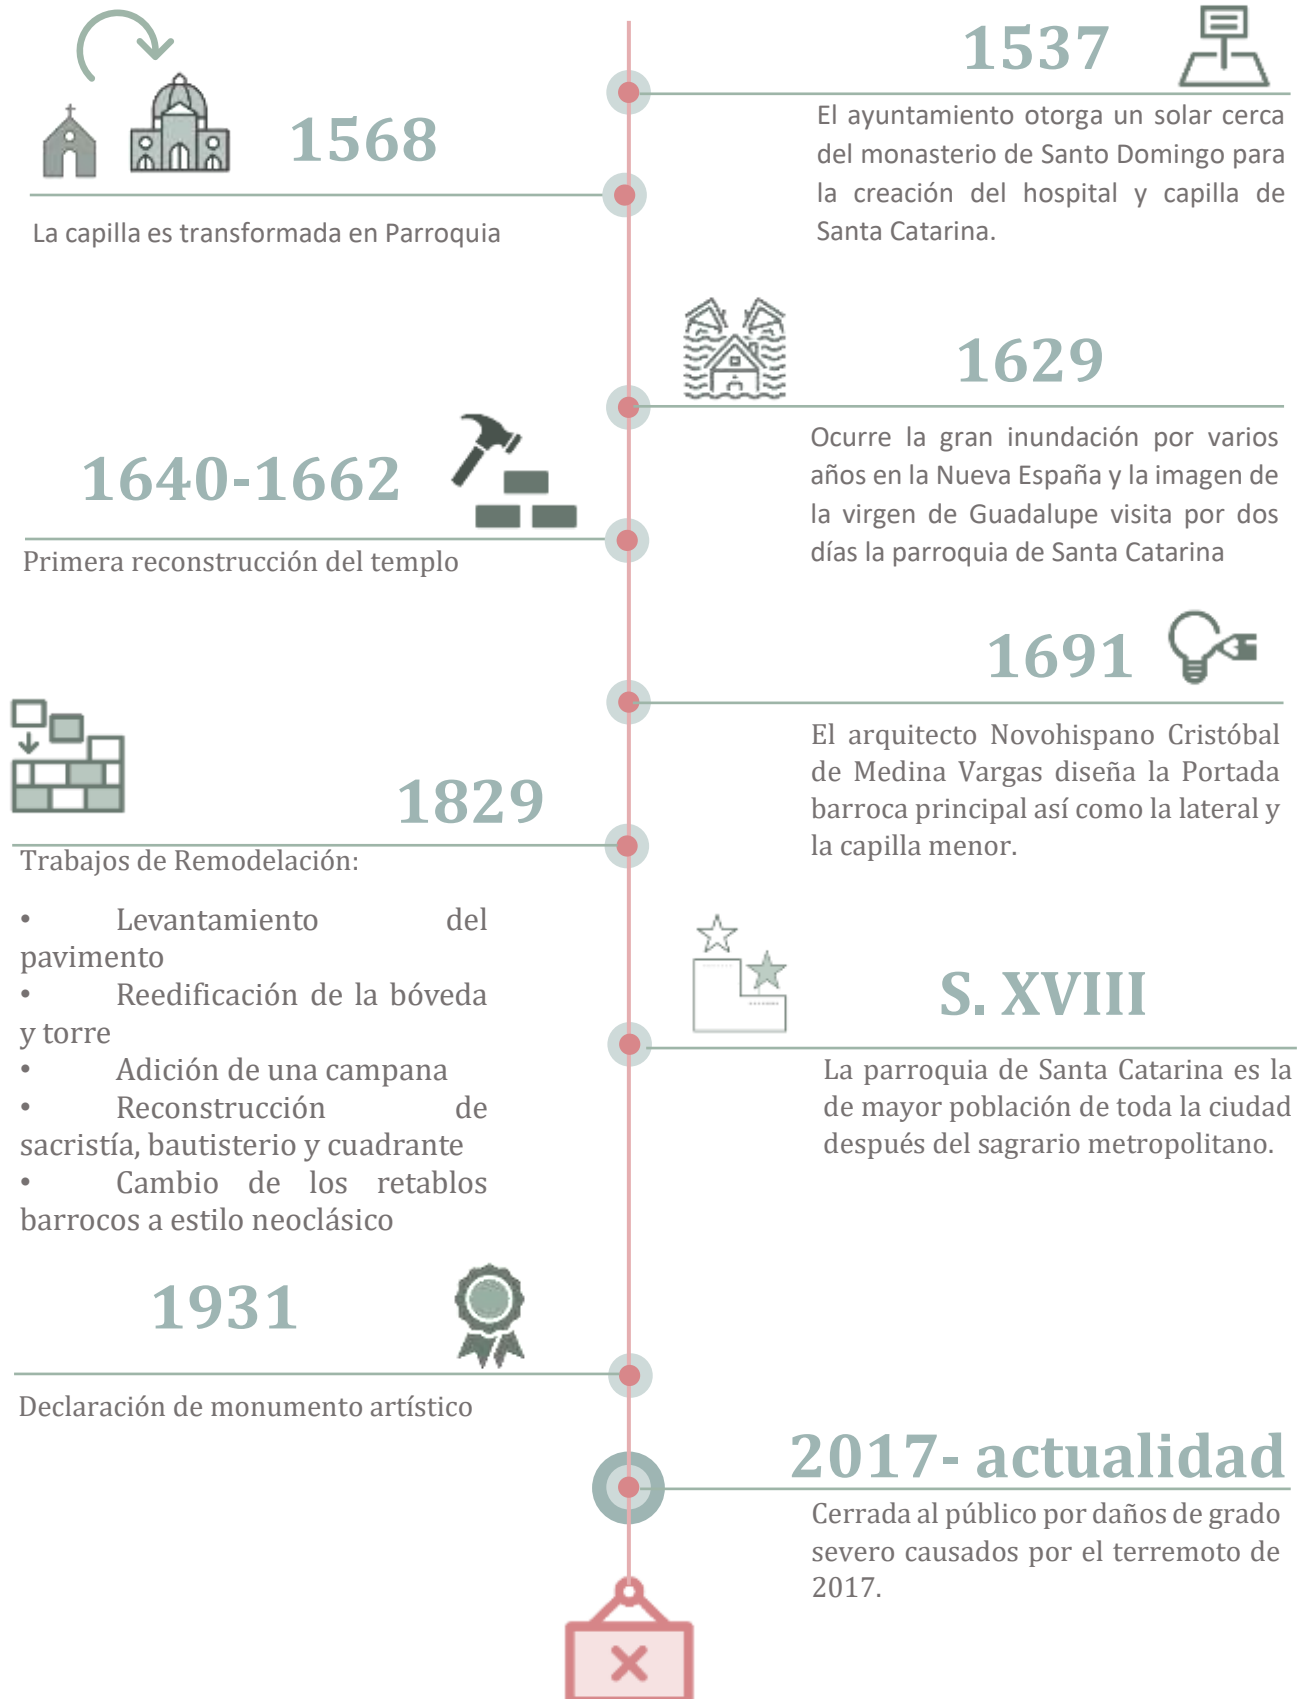 1537
El ayuntamiento otorga un solar cerca
del monasterio de Santo Domingo para
la creación del hospital y capilla de
Santa Catarina.
1568
La capilla es transformada en Parroquia
1629
Ocurre la gran inundación por varios
años en la Nueva España y la imagen de
la virgen de Guadalupe visita por dos
días la parroquia de Santa Catarina
1640-1662
Primera reconstrucción del templo
1691
El arquitecto Novohispano Cristóbal
de Medina Vargas diseña la Portada
barroca principal así como la lateral y
la capilla menor.
1829
Trabajos de Remodelación:
• Levantamiento del
pavimento
• Reedificación de la bóveda
y torre
• Adición de una campana
• Reconstrucción de
sacristía, bautisterio y cuadrante
• Cambio de los retablos
barrocos a estilo neoclásico
S. XVIII
La parroquia de Santa Catarina es la
de mayor población de toda la ciudad
después del sagrario metropolitano.
1931
Declaración de monumento artístico
2017- actualidad
Cerrada al público por daños de grado
severo causados por el terremoto de
2017.